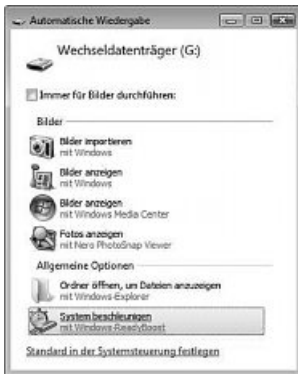 Automatische Wiedergabe
Wechseldatenträger (G:)
Immer für Bilder durchführen:
Bilder
Bilder importieren
mit Windows
Bilder anzeigen
mit Windows
Bilder anzeigen
mit Windows Media Center
Fotos anzeigen
mit Nero PhotoSnap Viewer
Allgemeine Optionen
Ordner öffnen, um Dateien anzuzeigen
mit Windows-Explorer
System beschleunigen
mit Windows-ReadyBoost
Standard in der Systemsteuerung festlegen